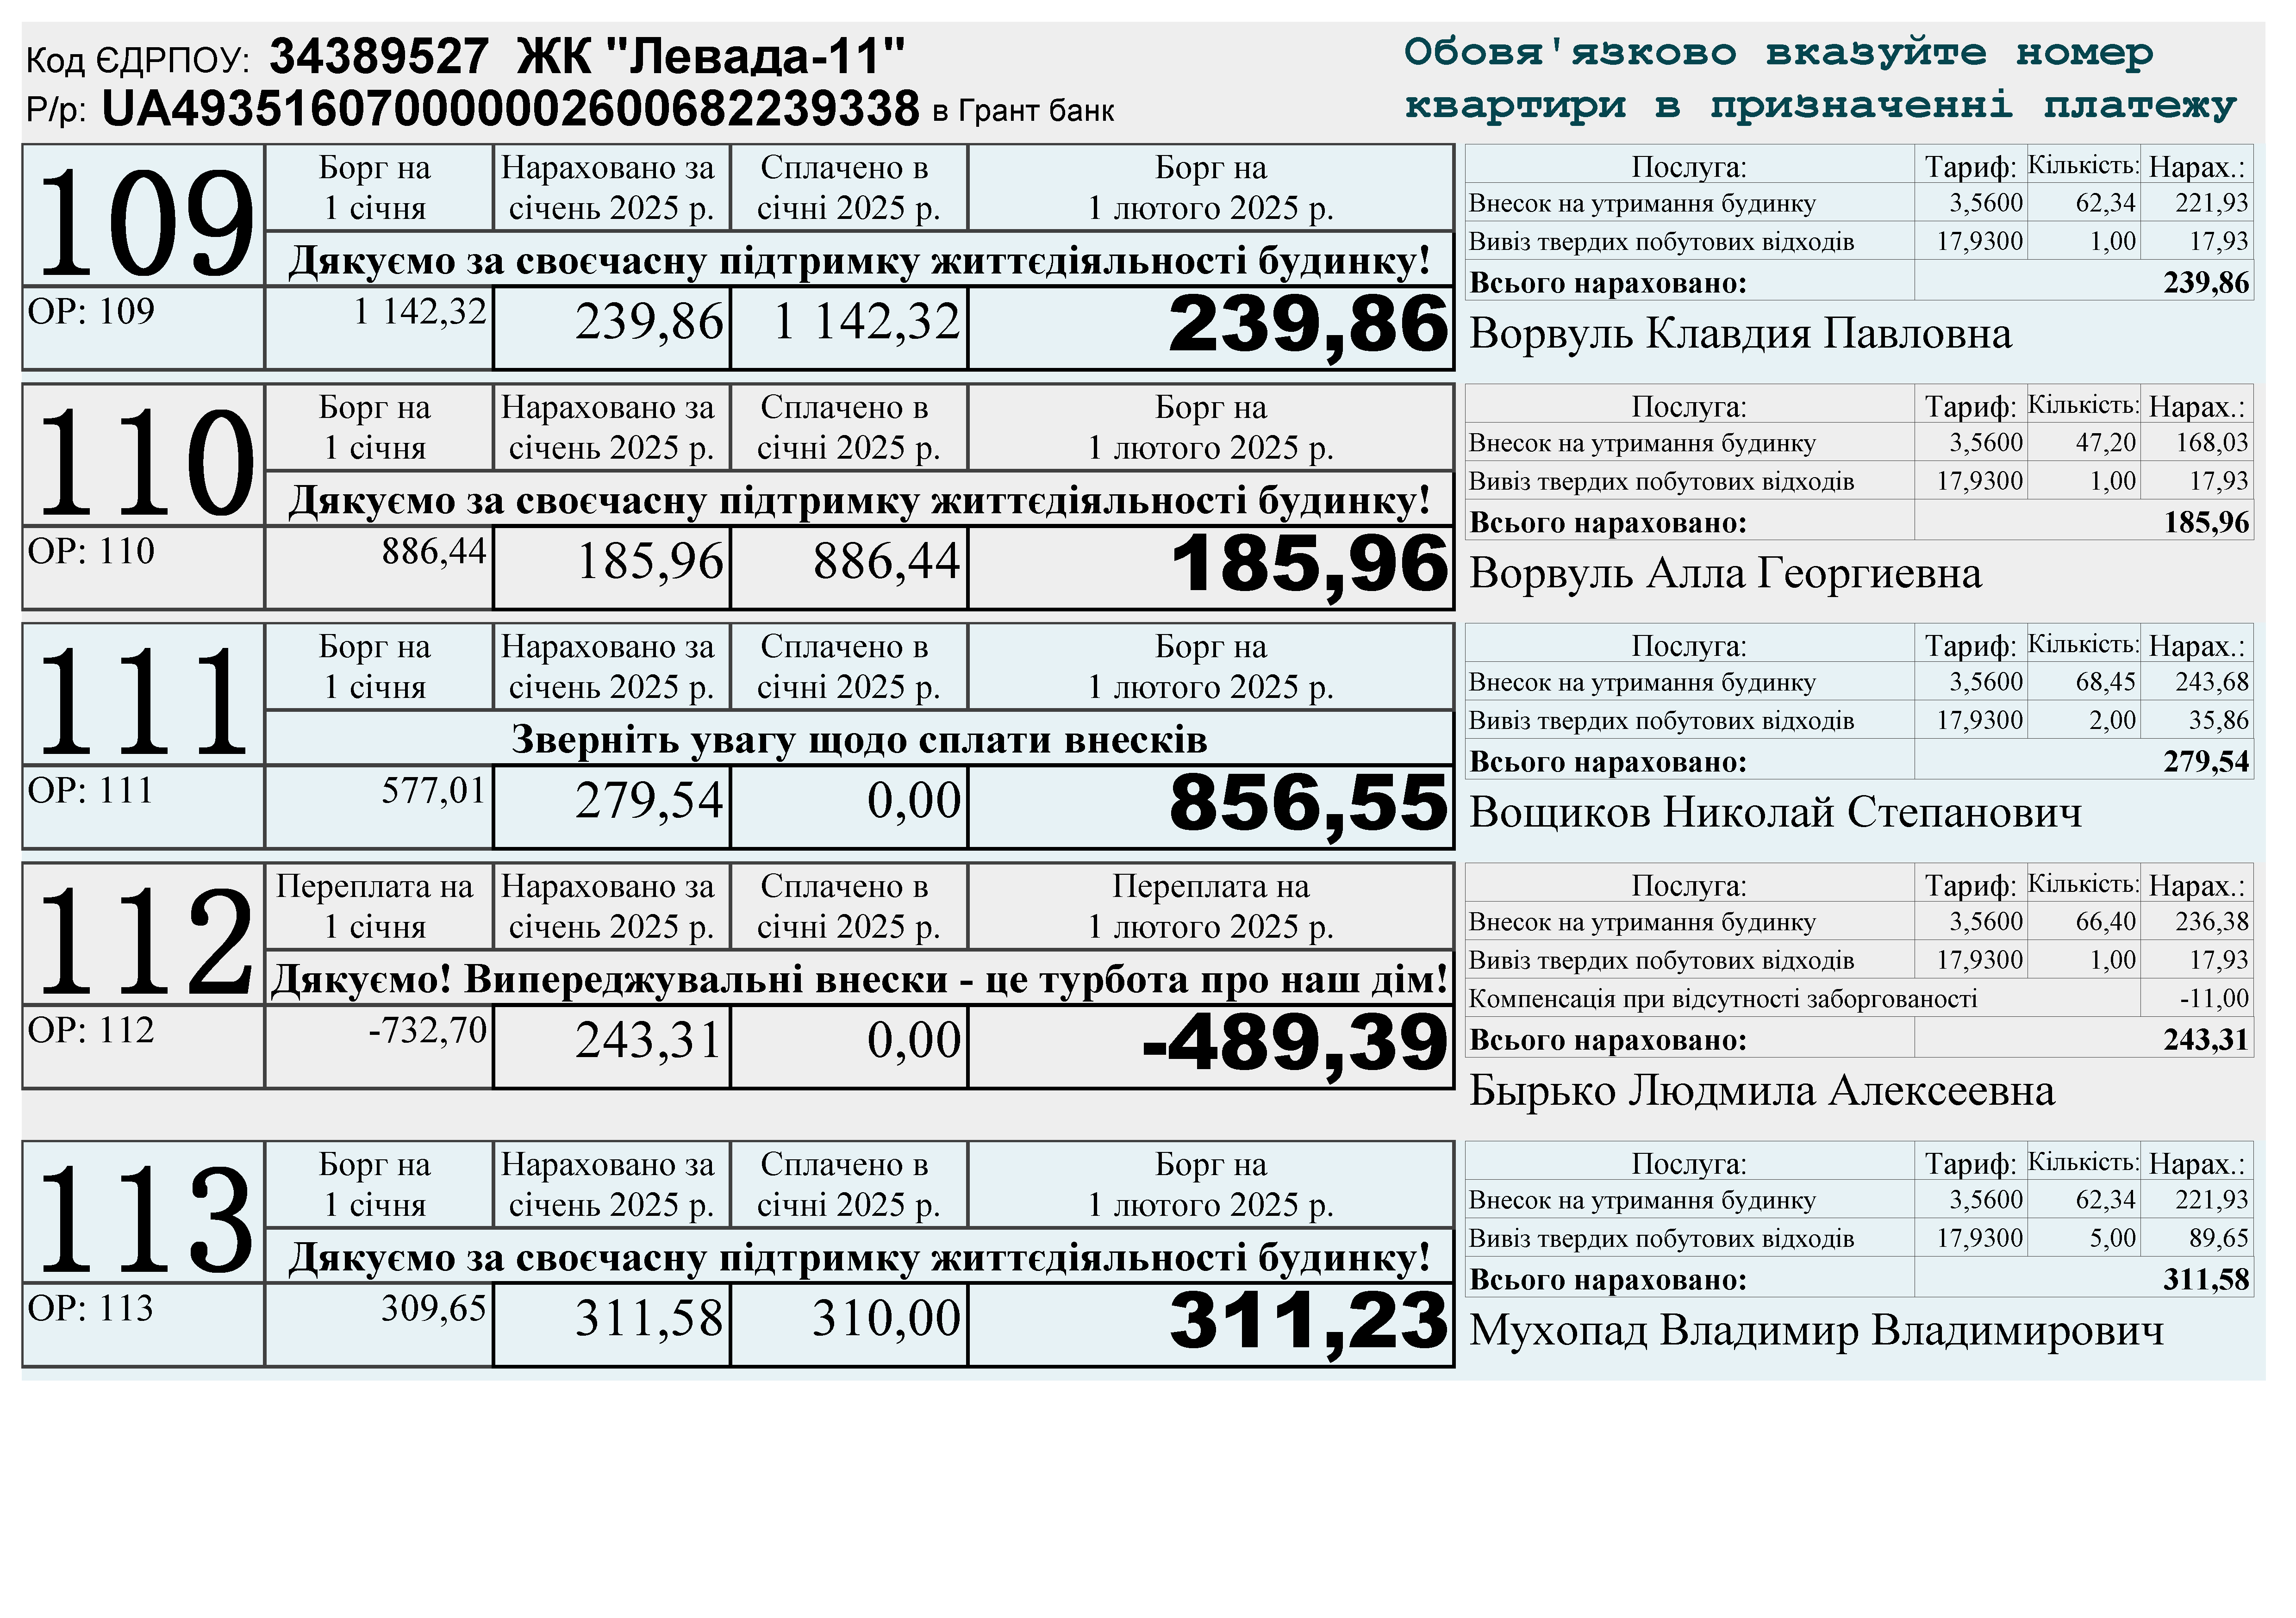 Код ЄДРПОУ: 34389527 ЖК "Левада-11"
Р/р: UA493516070000002600682239338 в Грант банк
Обовя'язково вказуйте номер
квартири в призначенні платежу
109
Борг на 1 січня Нараховано за січень 2025 р. Сплачено в січні 2025 р. Борг на 1 лютого 2025 р.
Дякуємо за своєчасну підтримку життєдіяльності будинку!
ОР: 109 1 142,32 239,86 1 142,32 239,86
Послуга: Тариф: Кількість: Нарах.:
Внесок на утримання будинку 3,5600 62,34 221,93
Вивіз твердих побутових відходів 17,9300 1,00 17,93
Всього нараховано: 239,86
Ворвуль Клавдия Павловна
110
Борг на 1 січня Нараховано за січень 2025 р. Сплачено в січні 2025 р. Борг на 1 лютого 2025 р.
Дякуємо за своєчасну підтримку життєдіяльності будинку!
ОР: 110 886,44 185,96 886,44 185,96
Послуга: Тариф: Кількість: Нарах.:
Внесок на утримання будинку 3,5600 47,20 168,03
Вивіз твердих побутових відходів 17,9300 1,00 17,93
Всього нараховано: 185,96
Ворвуль Алла Георгиевна
111
Борг на 1 січня Нараховано за січень 2025 р. Сплачено в січні 2025 р. Борг на 1 лютого 2025 р.
Зверніть увагу щодо сплати внесків
ОР: 111 577,01 279,54 0,00 856,55
Послуга: Тариф: Кількість: Нарах.:
Внесок на утримання будинку 3,5600 68,45 243,68
Вивіз твердих побутових відходів 17,9300 2,00 35,86
Всього нараховано: 279,54
Вощиков Николай Степанович
112
Переплата на 1 січня Нараховано за січень 2025 р. Сплачено в січні 2025 р. Переплата на 1 лютого 2025 р.
Дякуємо! Випереджувальні внески - це турбота про наш дім!
ОР: 112 -732,70 243,31 0,00 -489,39
Послуга: Тариф: Кількість: Нарах.:
Внесок на утримання будинку 3,5600 66,40 236,38
Вивіз твердих побутових відходів 17,9300 1,00 17,93
Компенсація при відсутності заборгованості -11,00
Всього нараховано: 243,31
Бырько Людмила Алексеевна
113
Борг на 1 січня Нараховано за січень 2025 р. Сплачено в січні 2025 р. Борг на 1 лютого 2025 р.
Дякуємо за своєчасну підтримку життєдіяльності будинку!
ОР: 113 309,65 311,58 310,00 311,23
Послуга: Тариф: Кількість: Нарах.:
Внесок на утримання будинку 3,5600 62,34 221,93
Вивіз твердих побутових відходів 17,9300 5,00 89,65
Всього нараховано: 311,58
Мухопад Владимир Владимирович